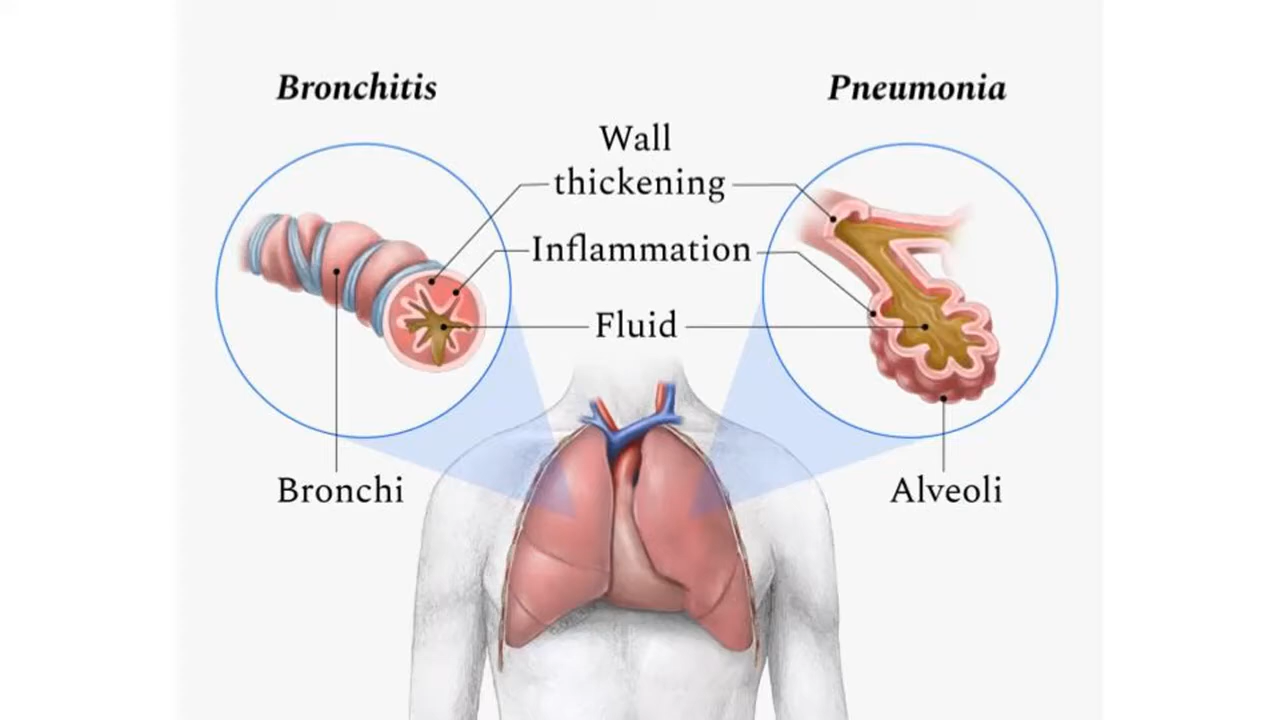 Bronchitis
Pneumonia
Wall
thickening
Inflammation
Fluid
Bronchi
Alveoli